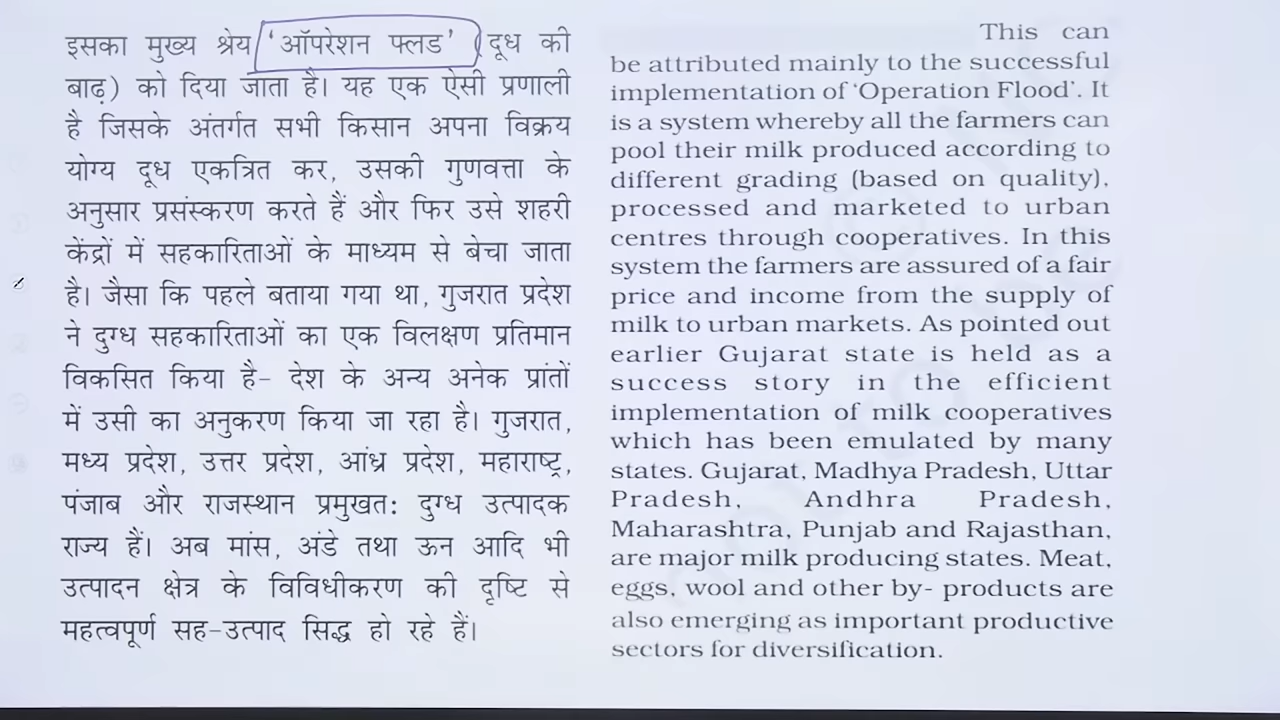 इसका मुख्य श्रेय 'ऑपरेशन फ्लड' (दूध की
बाढ़) को दिया जाता है। यह एक ऐसी प्रणाली
है जिसके अंतर्गत सभी किसान अपना विक्रय
योग्य दूध एकत्रित कर, उसकी गुणवत्ता के
अनुसार प्रसंस्करण करते हैं और फिर उसे शहरी
केंद्रों में सहकारिताओं के माध्यम से बेचा जाता
है। जैसा कि पहले बताया गया था, गुजरात प्रदेश
ने दुग्ध सहकारिताओं का एक विलक्षण प्रतिमान
विकसित किया है- देश के अन्य अनेक प्रांतों
में उसी का अनुकरण किया जा रहा है। गुजरात,
मध्य प्रदेश, उत्तर प्रदेश, आंध्र प्रदेश, महाराष्ट्र,
पंजाब और राजस्थान प्रमुखत: दुग्ध उत्पादक
राज्य हैं। अब मांस, अंडे तथा ऊन आदि भी
उत्पादन क्षेत्र के विविधीकरण की दृष्टि से
महत्वपूर्ण सह-उत्पाद सिद्ध हो रहे हैं।
This can
be attributed mainly to the successful
implementation of 'Operation Flood'. It
is a system whereby all the farmers can
pool their milk produced according to
different grading (based on quality),
processed and marketed to urban
centres through cooperatives. In this
system the farmers are assured of a fair
price and income from the supply of
milk to urban markets. As pointed out
earlier Gujarat state is held as a
success story in the efficient
implementation of milk cooperatives
which has been emulated by many
states. Gujarat, Madhya Pradesh, Uttar
Pradesh, Andhra Pradesh,
Maharashtra, Punjab and Rajasthan,
are major milk producing states. Meat,
eggs, wool and other by- products are
also emerging as important productive
sectors for diversification.